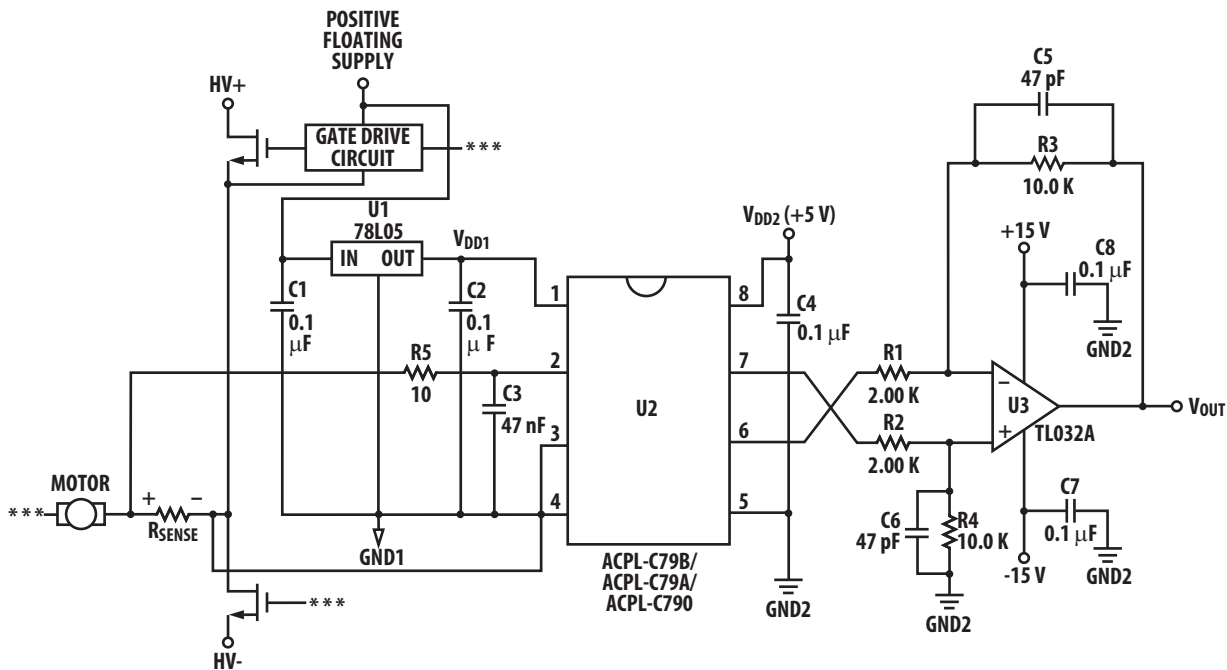 POSITIVE
FLOATING
SUPPLY
HV+
GATE DRIVE
CIRCUIT
***
U1
78L05
IN OUT
VDD1
C1
0.1
μF
C2
0.1
μ F
R5
10
C3
47 nF
MOTOR
***
+ −
RSENSE
GND1
***
HV-
1
2
3
4
8
7
6
5
U2
ACPL-C79B/
ACPL-C79A/
ACPL-C790
VDD2 (+5 V)
C4
0.1 μF
GND2
R1
2.00 K
R2
2.00 K
C5
47 pF
R3
10.0 K
+15 V
C8
0.1 μF
GND2
−
+
U3
TL032A
VOUT
C6
47 pF
R4
10.0 K
GND2
C7
0.1 μF
GND2
-15 V